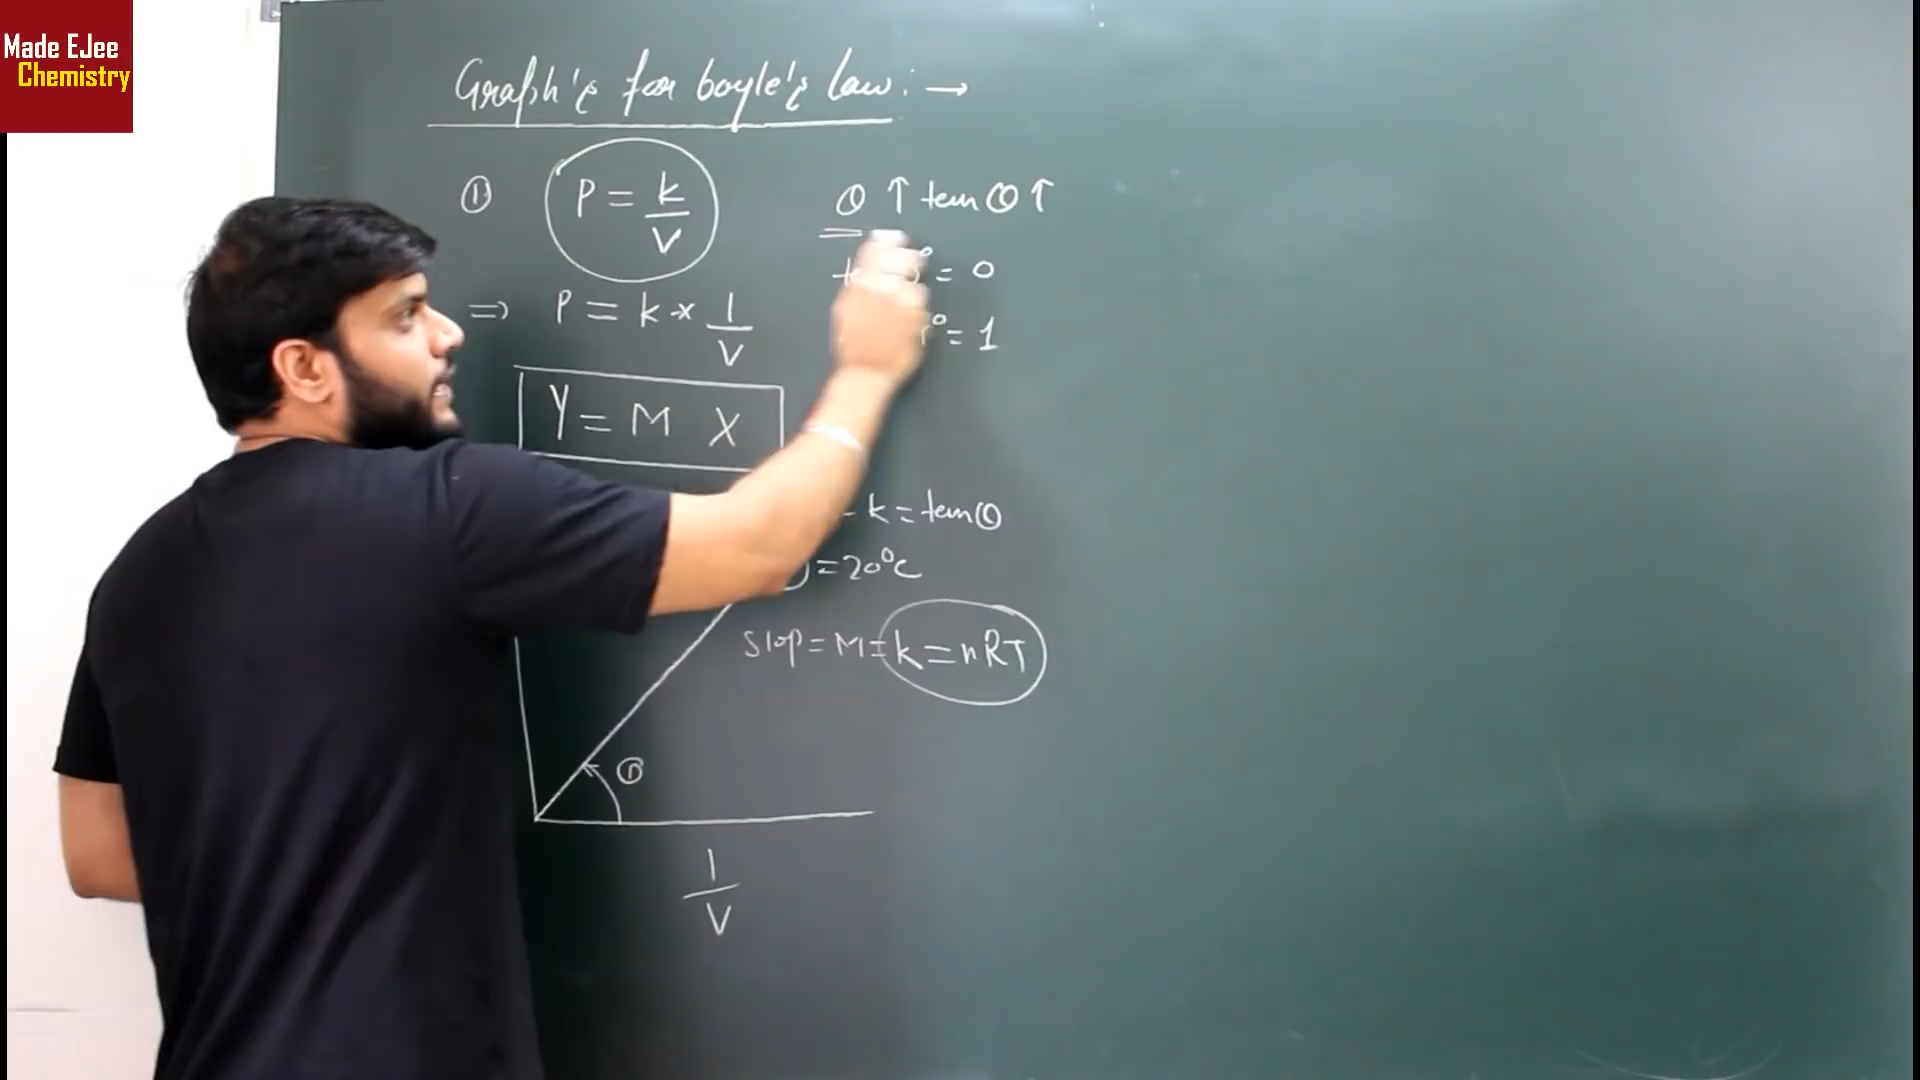 Made EJee
Chemistry
Graph's for boyle's law: →
① P = k/V
θ ↑ tanθ ↑
° = 0
⇒ P = k × 1/V
° = 1
Y = M X
k = tanθ
= 20°C
Slop = M = k = nRT
θ
1/V